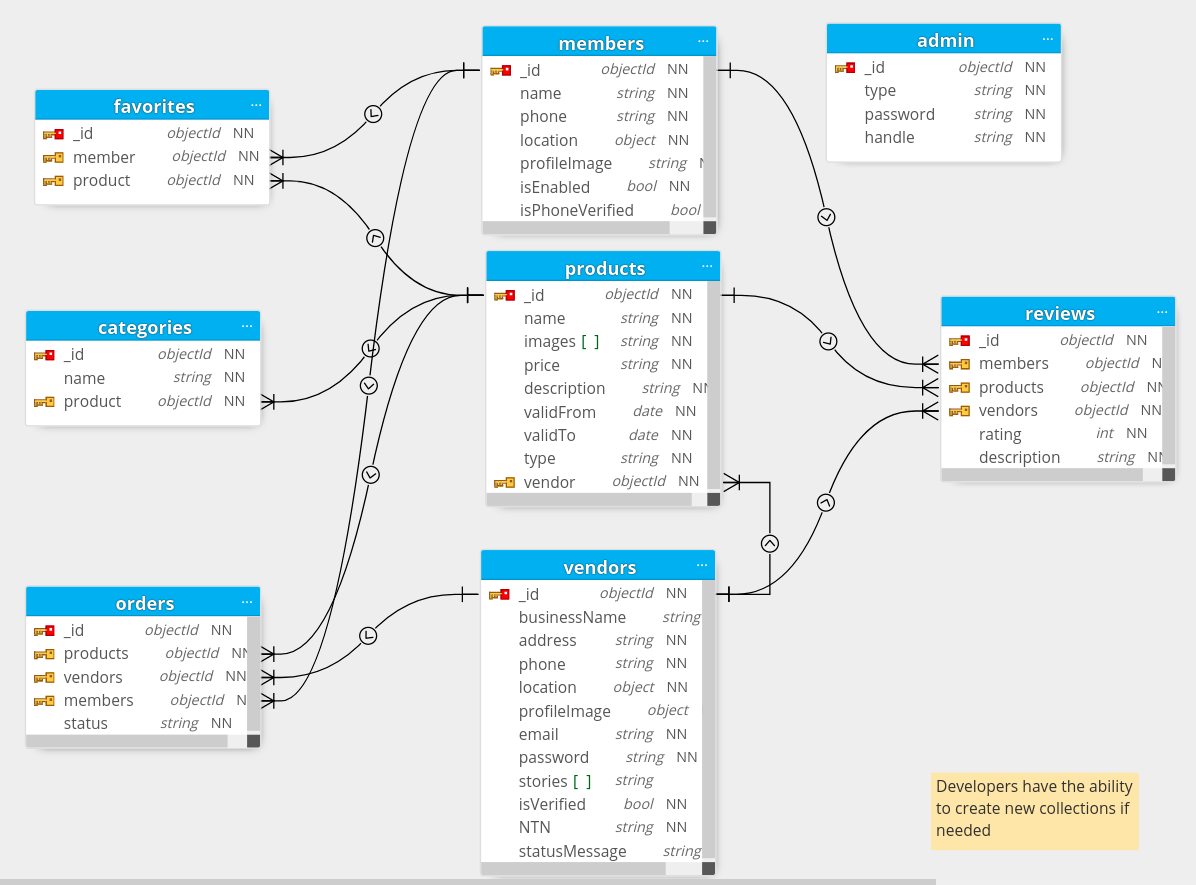 members
_id objectId NN
name string NN
phone string NN
location object NN
profileImage string
isEnabled bool NN
isPhoneVerified bool
admin
_id objectId NN
type string NN
password string NN
handle string NN
favorites
_id objectId NN
member objectId NN
product objectId NN
products
_id objectId NN
name string NN
images [ ] string NN
price string NN
description string NN
validFrom date NN
validTo date NN
type string NN
vendor objectId NN
categories
_id objectId NN
name string NN
product objectId NN
reviews
_id objectId NN
members objectId N
products objectId NN
vendors objectId NN
rating int NN
description string NN
vendors
_id objectId NN
businessName string
address string NN
phone string NN
location object NN
profileImage object
email string NN
password string NN
stories [ ] string
isVerified bool NN
NTN string NN
statusMessage string
orders
_id objectId NN
products objectId NN
vendors objectId NN
members objectId N
status string NN
Developers have the ability
to create new collections if
needed